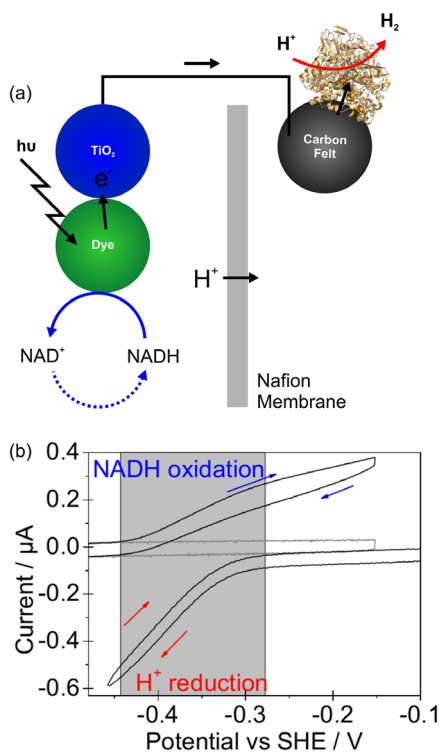 H₂
H⁺
(a)
TiO₂
hυ
e⁻
Carbon
Felt
Dye
H⁺
NAD⁺ NADH
Nafion
Membrane
(b)
0.4
NADH oxidation
0.2
0.0
-0.2
-0.4
-0.6
H⁺ reduction
Current / μA
-0.4 -0.3 -0.2 -0.1
Potential vs SHE / V